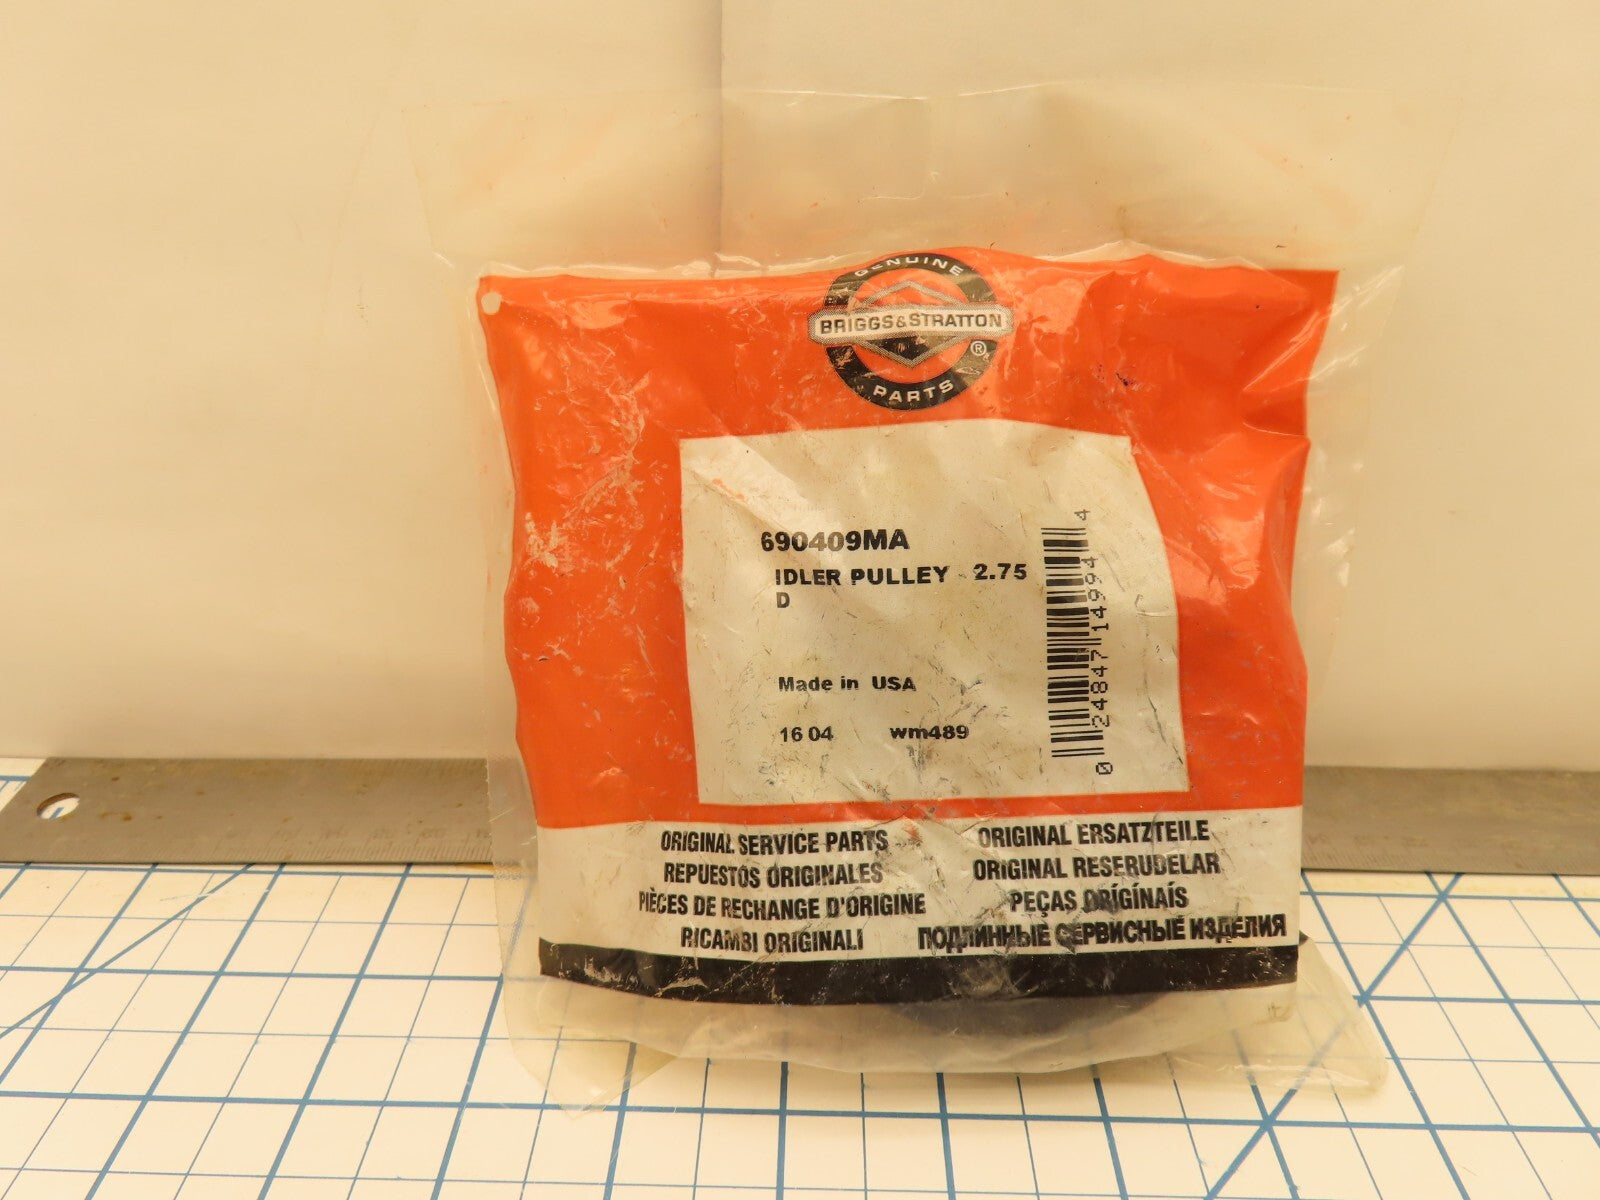 GENUINE
BRIGGS&STRATTON
®
PARTS
690409MA
IDLER PULLEY 2.75
D
Made in USA
16 04 wm489
0 24847 14994 4
ORIGINAL SERVICE PARTS
REPUESTOS ORIGINALES
PIÈCES DE RECHANGE D'ORIGINE
RICAMBI ORIGINALI
ORIGINAL ERSATZTEILE
ORIGINAL RESERUDELAR
PEÇAS ORÍGÍNAÍS
ПОДЛИННЫЕ СЕРВИСНЫЕ ИЗДЕЛИЯ